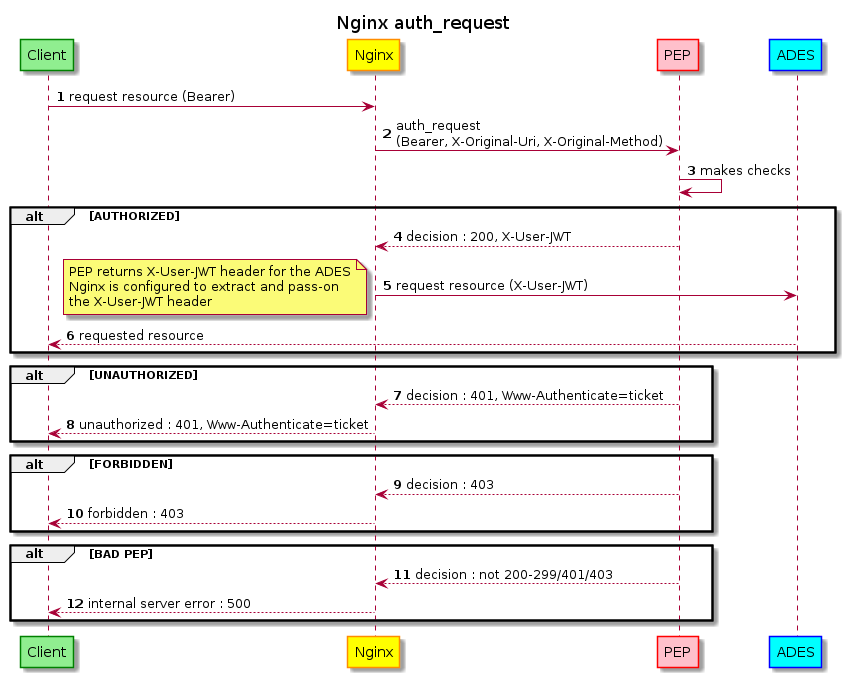 Nginx auth_request
Client
Nginx
PEP
ADES
1 request resource (Bearer)
2 auth_request
(Bearer, X-Original-Uri, X-Original-Method)
3 makes checks
alt [AUTHORIZED]
4 decision : 200, X-User-JWT
PEP returns X-User-JWT header for the ADES
Nginx is configured to extract and pass-on
the X-User-JWT header
5 request resource (X-User-JWT)
6 requested resource
alt [UNAUTHORIZED]
7 decision : 401, Www-Authenticate=ticket
8 unauthorized : 401, Www-Authenticate=ticket
alt [FORBIDDEN]
9 decision : 403
10 forbidden : 403
alt [BAD PEP]
11 decision : not 200-299/401/403
12 internal server error : 500
Client
Nginx
PEP
ADES